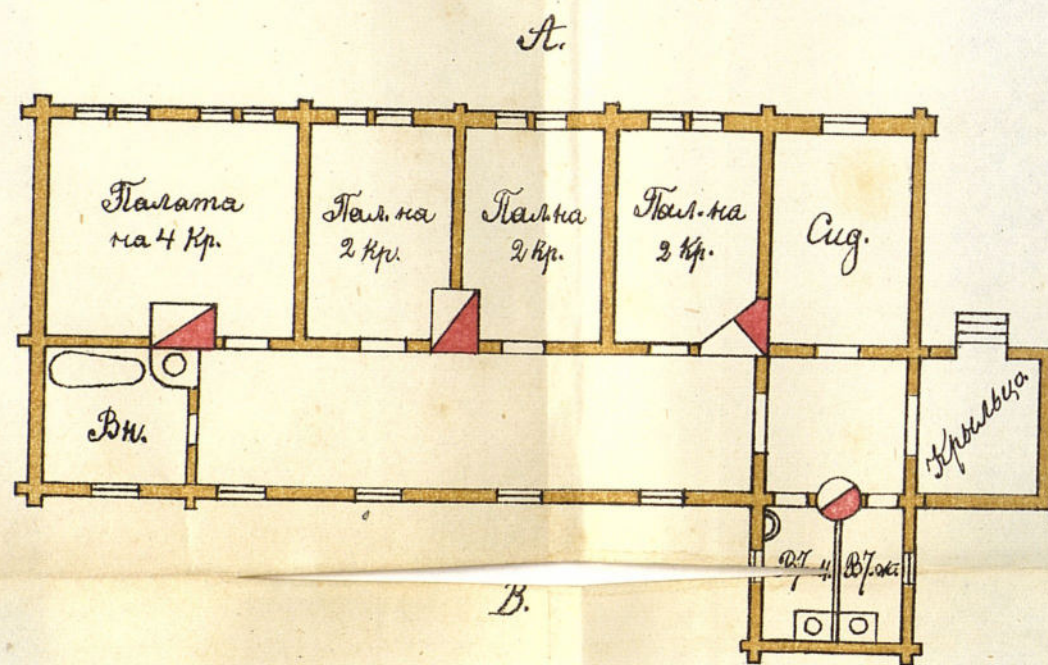 А.
Палата
на 4 Кр.
Пал. на
2 Кр.
Пал. на
2 Кр.
Пал. на
2 Кр.
Сид.
Вн.
Крыльцо
В.